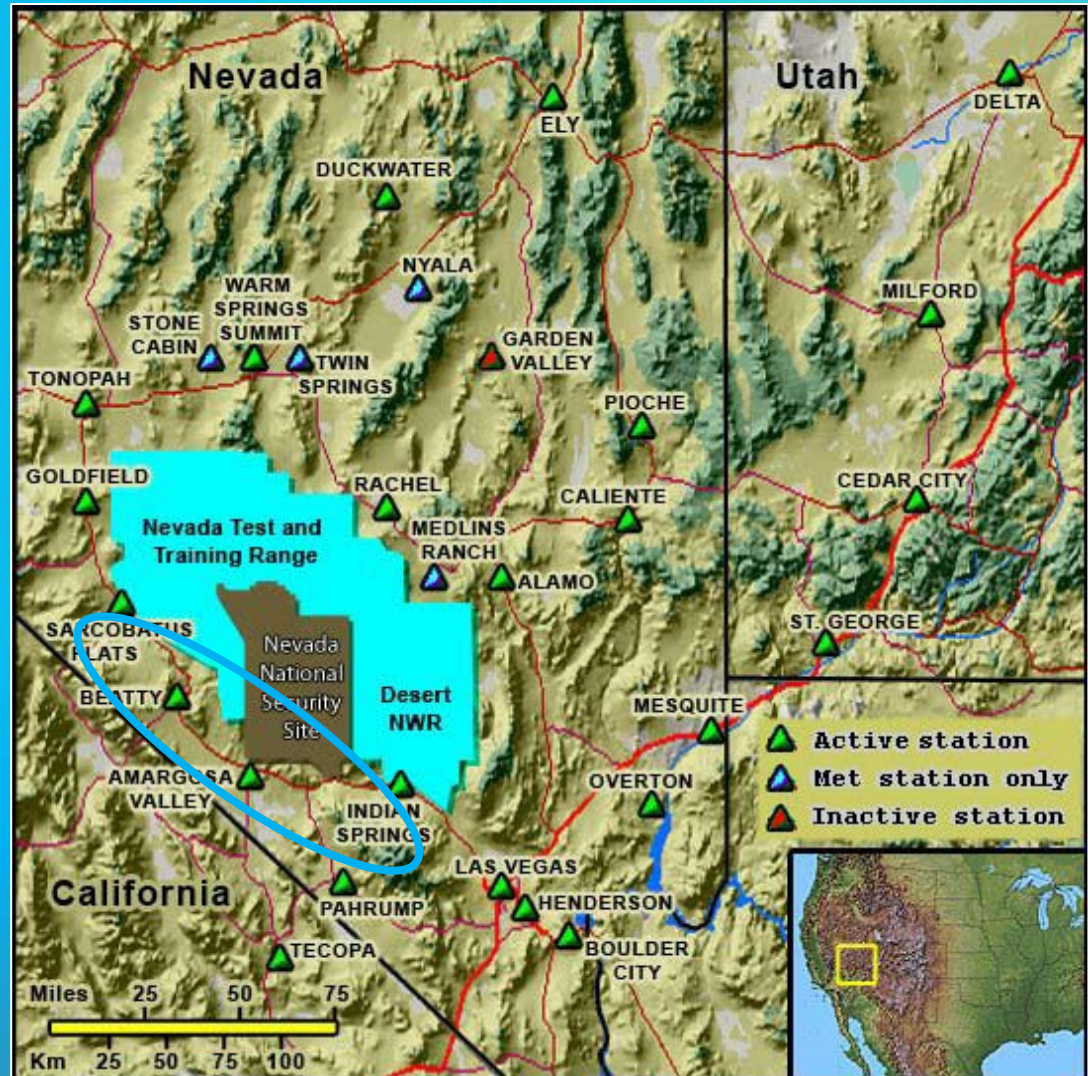 Nevada
Utah
DELTA
ELY
DUCKWATER
NYALA
WARM
SPRINGS
SUMMIT
STONE
CABIN
TWIN
SPRINGS
GARDEN
VALLEY
MILFORD
TONOPAH
PIOCHE
GOLDFIELD
RACHEL
CALIENTE
CEDAR CITY
Nevada Test and
Training Range
MEDLINS
RANCH
ALAMO
SARCOBATUS
FLATS
ST. GEORGE
Nevada
National
Security
Site
BEATTY
Desert
NWR
MESQUITE
AMARGOSA
VALLEY
INDIAN
SPRINGS
OVERTON
Active station
Met station only
Inactive station
LAS VEGAS
California
PAHRUMP
HENDERSON
BOULDER
CITY
TECOPA
Miles 25 50 75
Km 25 50 75 100